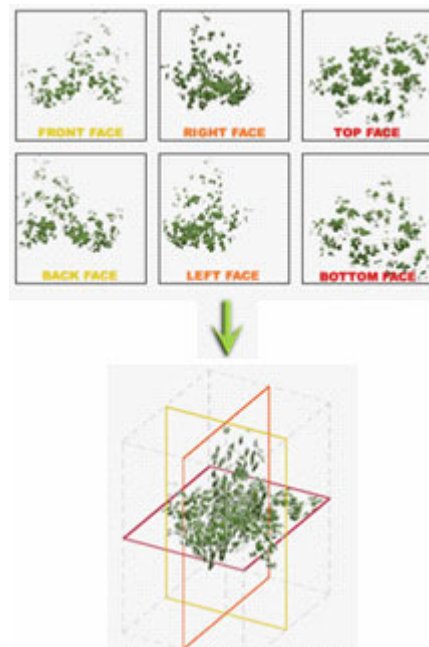 FRONT FACE
RIGHT FACE
TOP FACE
BACK FACE
LEFT FACE
BOTTOM FACE